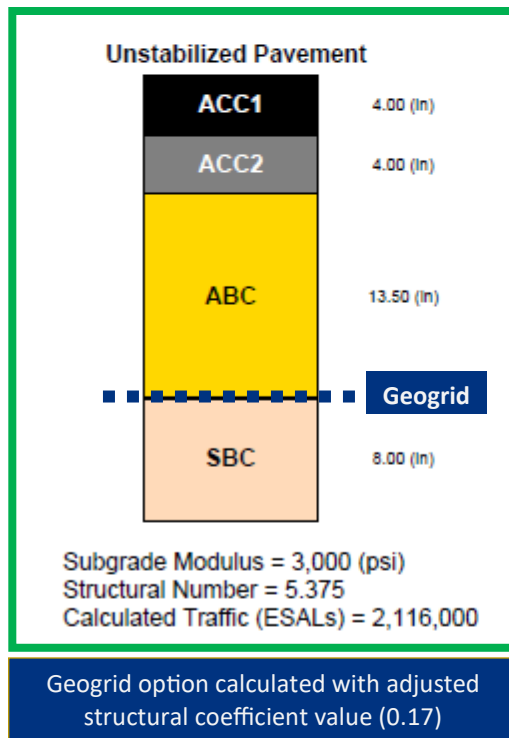 Unstabilized Pavement
ACC1 4.00 (in)
ACC2 4.00 (in)
ABC 13.50 (in)
Geogrid
SBC 8.00 (in)
Subgrade Modulus = 3,000 (psi)
Structural Number = 5.375
Calculated Traffic (ESALs) = 2,116,000
Geogrid option calculated with adjusted
structural coefficient value (0.17)